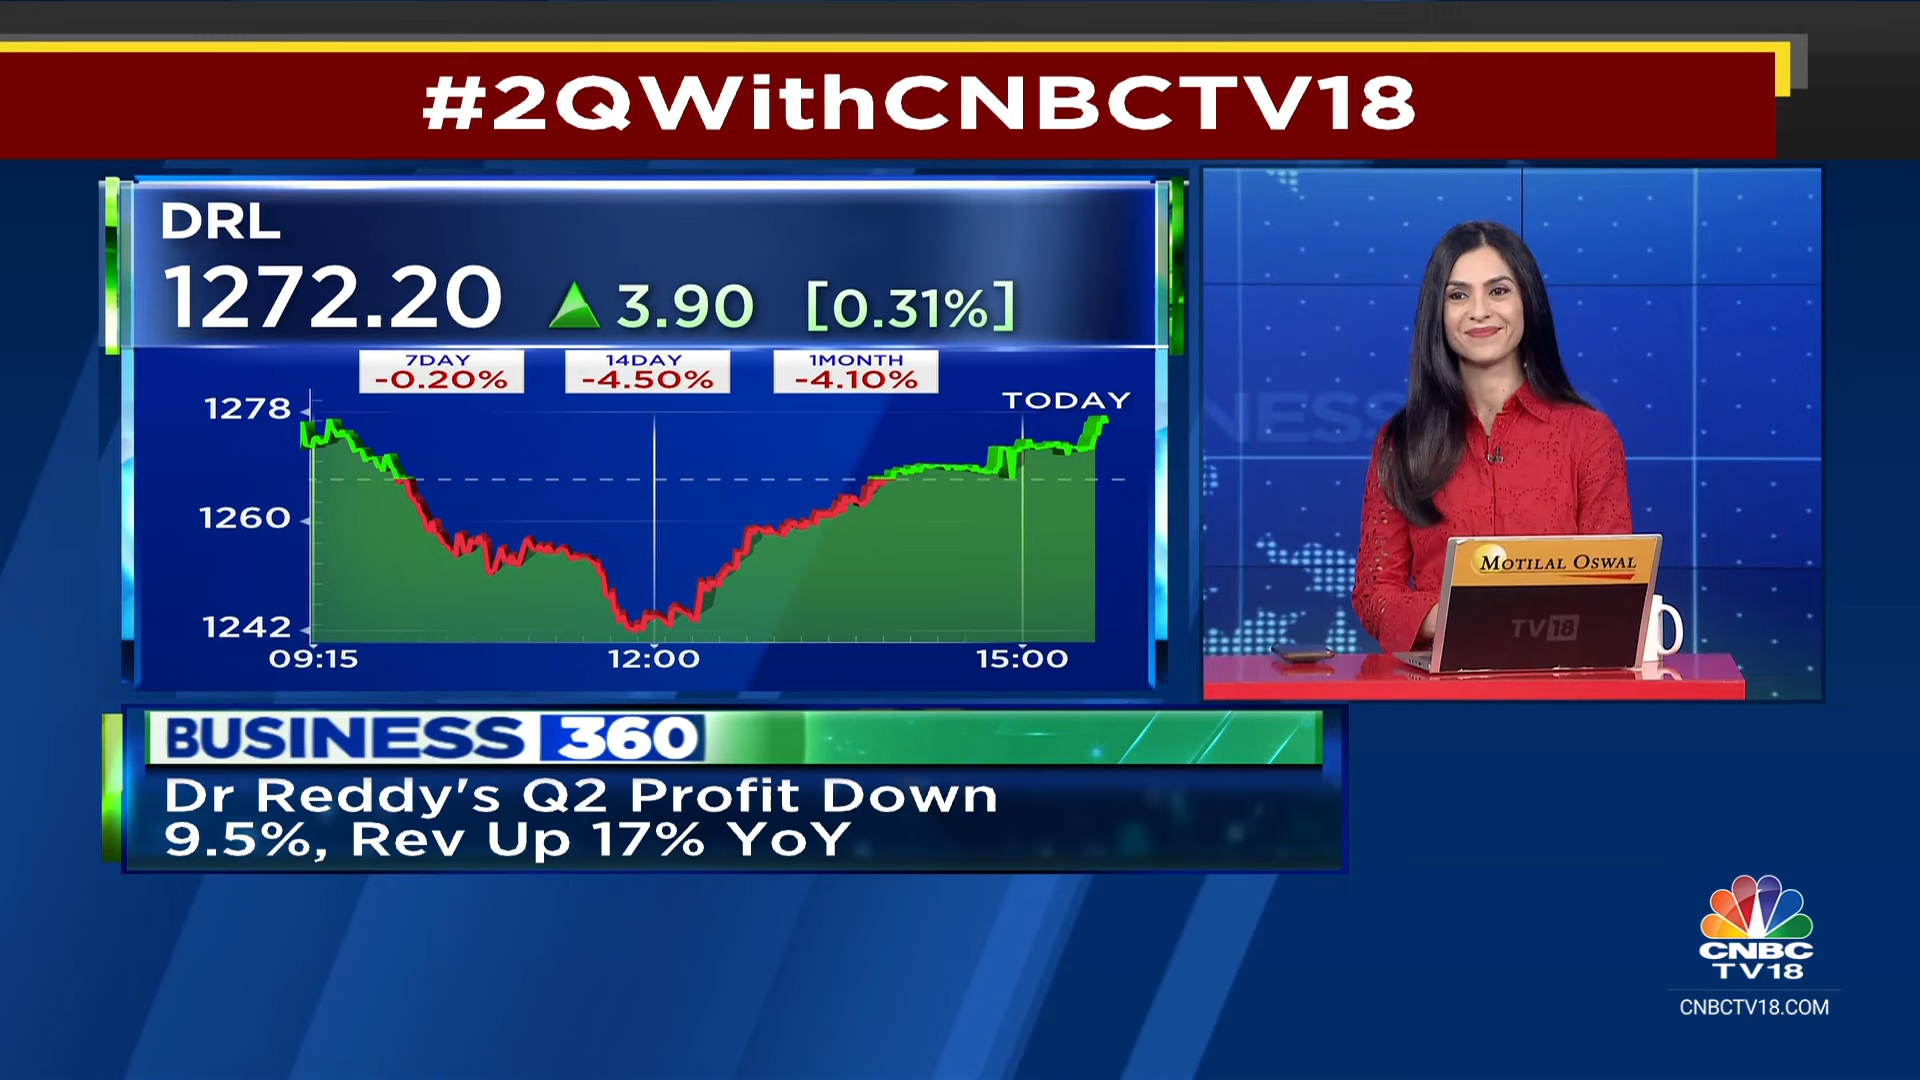 #2QWithCNBCTV18
DRL
1272.20 ▲ 3.90 [0.31%]
7DAY
-0.20%
14DAY
-4.50%
1MONTH
-4.10%
TODAY
1278
1260
1242
09:15 12:00 15:00
NESS
MOTILAL OSWAL
TV18
BUSINESS 360
Dr Reddy's Q2 Profit Down
9.5%, Rev Up 17% YoY
CNBC
TV18
CNBCTV18.COM